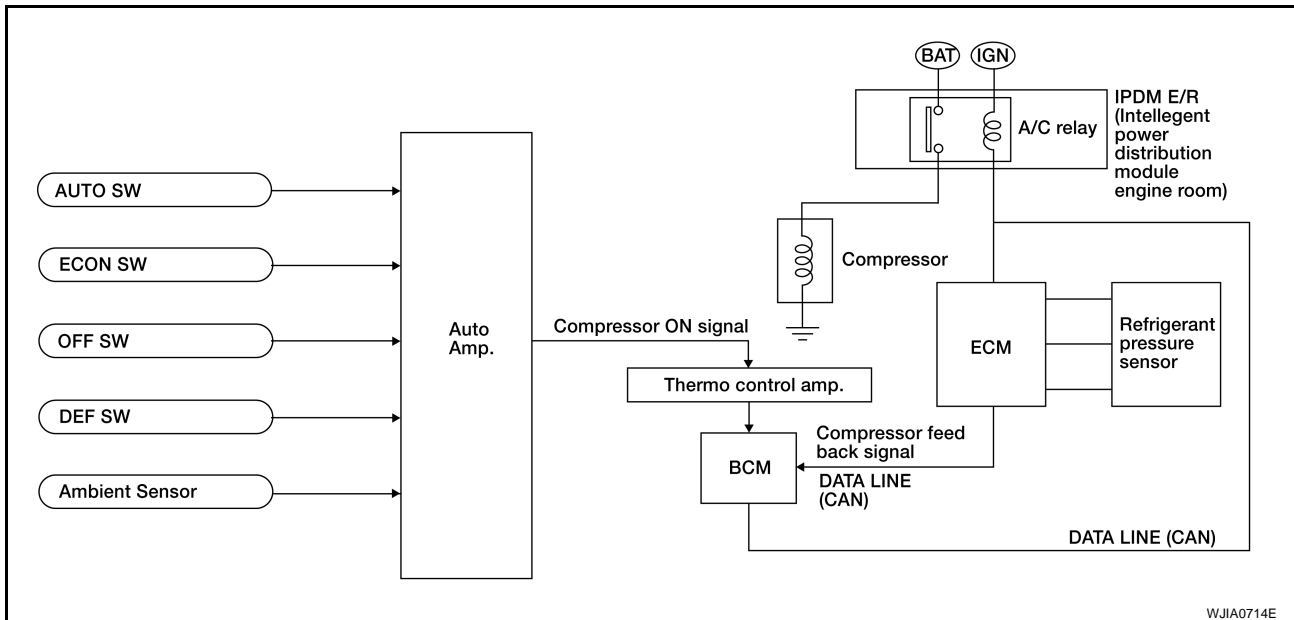 BAT
IGN
A/C relay
IPDM E/R
(Intellegent
power
distribution
module
engine room)
AUTO SW
ECON SW
OFF SW
DEF SW
Ambient Sensor
Auto
Amp.
Compressor ON signal
Thermo control amp.
BCM
Compressor
ECM
Refrigerant
pressure
sensor
Compressor feed
back signal
DATA LINE
(CAN)
DATA LINE (CAN)
WJIA0714E